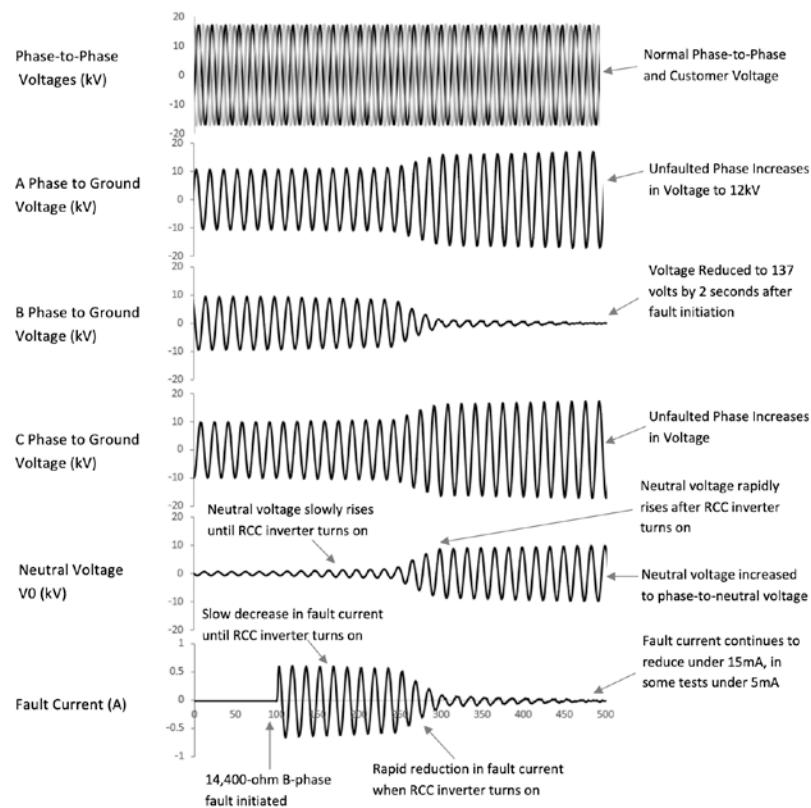 Phase-to-Phase
Voltages (kV)
20
10
0
-10
-20
Normal Phase-to-Phase
and Customer Voltage
A Phase to Ground
Voltage (kV)
20
10
0
-10
-20
Unfaulted Phase Increases
in Voltage to 12kV
B Phase to Ground
Voltage (kV)
20
10
0
-10
20
Voltage Reduced to 137
volts by 2 seconds after
fault initiation
C Phase to Ground
Voltage (kV)
20
10
0
-10
-20
Unfaulted Phase Increases
in Voltage
Neutral voltage slowly rises
until RCC inverter turns on
Neutral voltage rapidly
rises after RCC inverter
turns on
Neutral Voltage
V0 (kV)
20
10
0
-10
20
Neutral voltage increased
to phase-to-neutral voltage
Slow decrease in fault current
until RCC inverter turns on
Fault current continues to
reduce under 15mA, in
some tests under 5mA
Fault Current (A)
1
0.5
0
-0.5
-1
0 50 100 150 200 250 300 350 400 450 500
14,400-ohm B-phase
fault initiated
Rapid reduction in fault current
when RCC inverter turns on